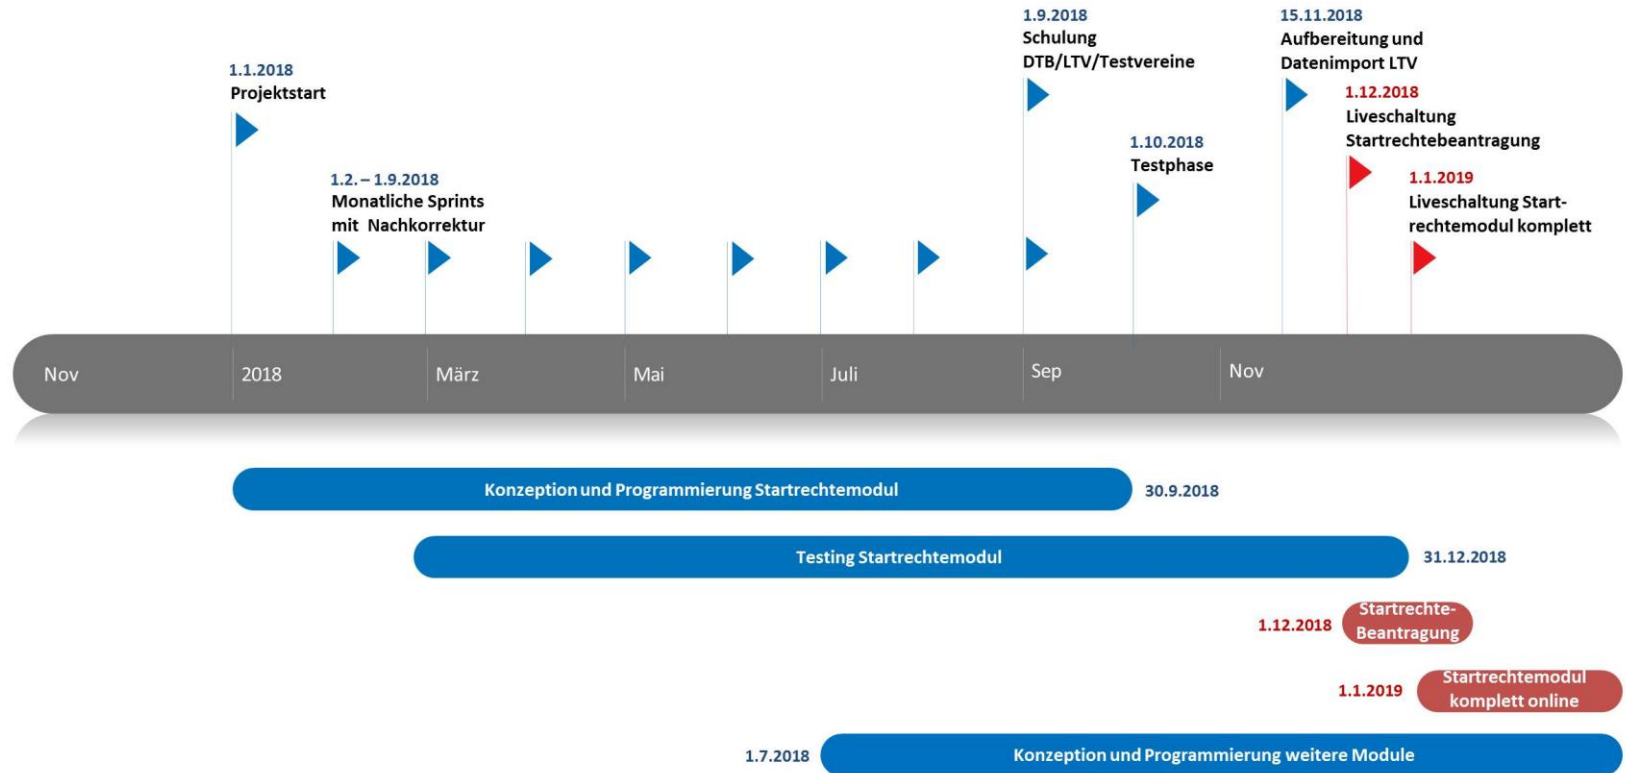 1.1.2018
Projektstart
1.2. – 1.9.2018
Monatliche Sprints
mit Nachkorrektur
1.9.2018
Schulung
DTB/LTV/Testvereine
1.10.2018
Testphase
15.11.2018
Aufbereitung und
Datenimport LTV
1.12.2018
Liveschaltung
Startrechtebeantragung
1.1.2019
Liveschaltung Start-
rechtemodul komplett
Nov
2018
März
Mai
Juli
Sep
Nov
Konzeption und Programmierung Startrechtemodul
30.9.2018
Testing Startrechtemodul
31.12.2018
1.12.2018
Startrechte-
Beantragung
1.1.2019
Startrechtemodul
komplett online
1.7.2018
Konzeption und Programmierung weitere Module